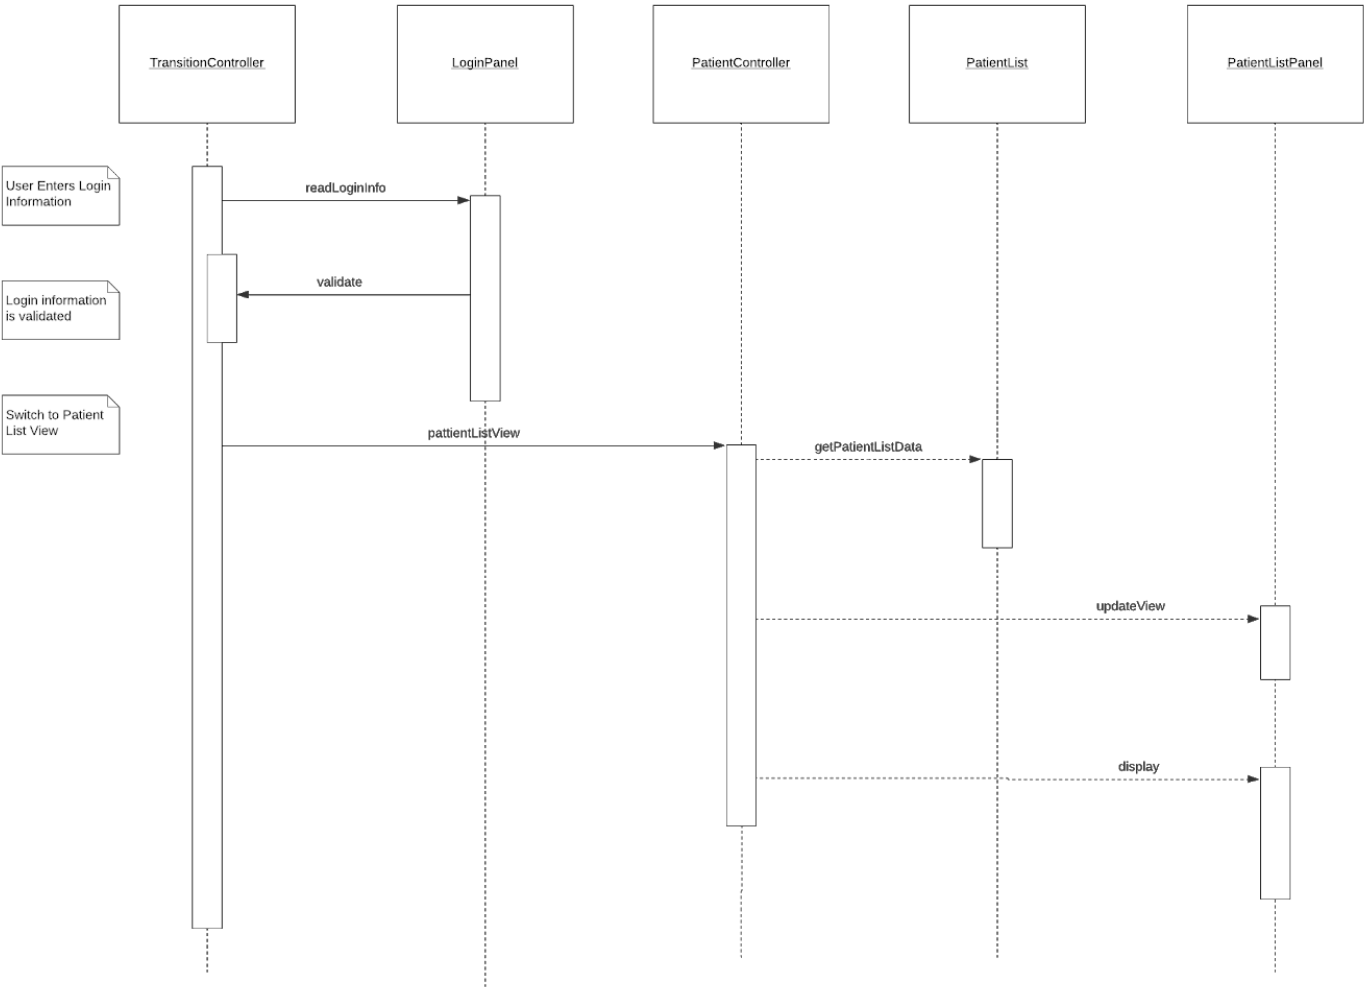 TransitionController
LoginPanel
PatientController
PatientList
PatientListPanel
User Enters Login
Information
readLoginInfo
Login information
is validated
validate
Switch to Patient
List View
pattientListView
getPatientListData
updateView
display